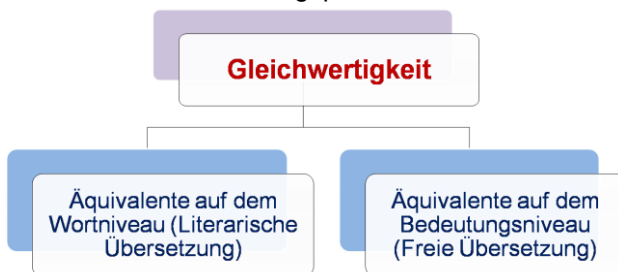 Gleichwertigkeit
Äquivalente auf dem
Wortniveau (Literarische
Übersetzung)
Äquivalente auf dem
Bedeutungsniveau
(Freie Übersetzung)